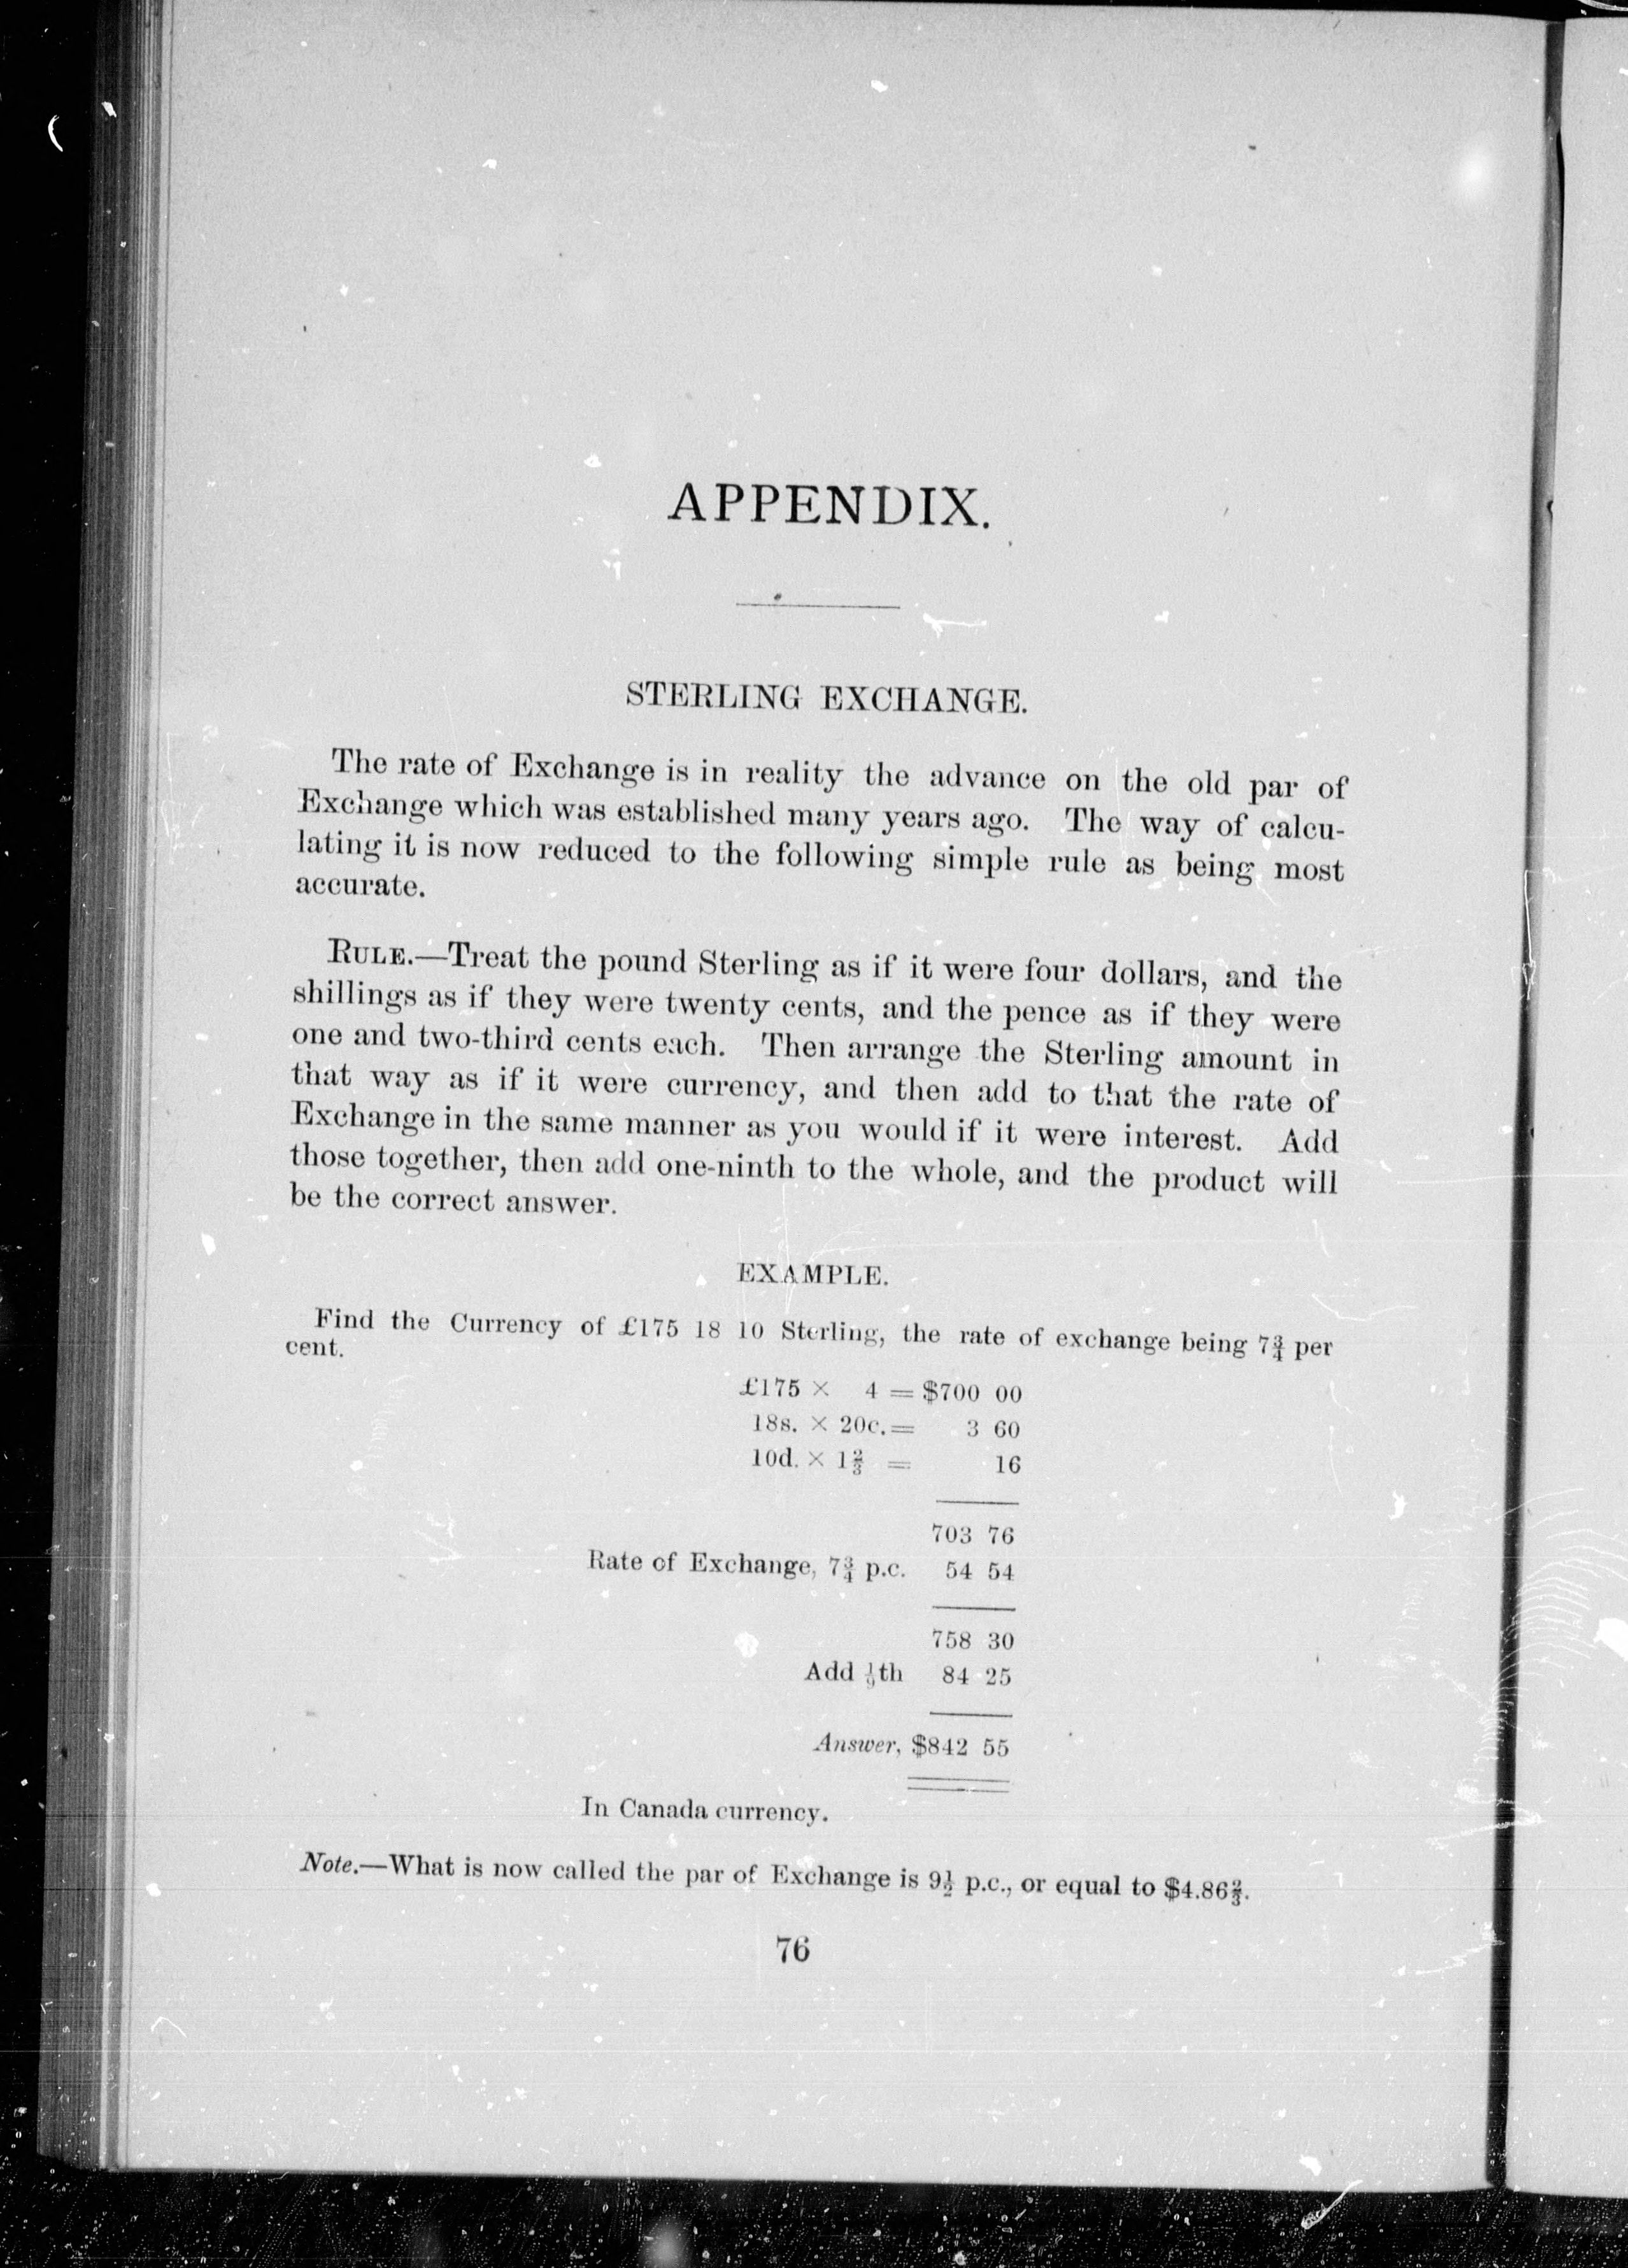 APPENDIX.
STERLING EXCHANGE.
The rate of Exchange is in reality the advance on the old par of
Exchange which was established many years ago. The way of calcu-
lating it is now reduced to the following simple rule as being most
accurate.
RULE.—Treat the pound Sterling as if it were four dollars, and the
shillings as if they were twenty cents, and the pence as if they were
one and two-third cents each. Then arrange the Sterling amount in
that way as if it were currency, and then add to that the rate of
Exchange in the same manner as you would if it were interest. Add
those together, then add one-ninth to the whole, and the product will
be the correct answer.
EXAMPLE.
Find the Currency of £175 18 10 Sterling, the rate of exchange being 7¾ per
cent.
£175 × 4 = $700 00
18s. × 20c. = 3 60
10d. × 1⅔ = 16
703 76
Rate of Exchange, 7¾ p.c. 54 54
758 30
Add ⅑th 84 25
Answer, $842 55
In Canada currency.
Note.—What is now called the par of Exchange is 9½ p.c., or equal to $4.86⅔.
76